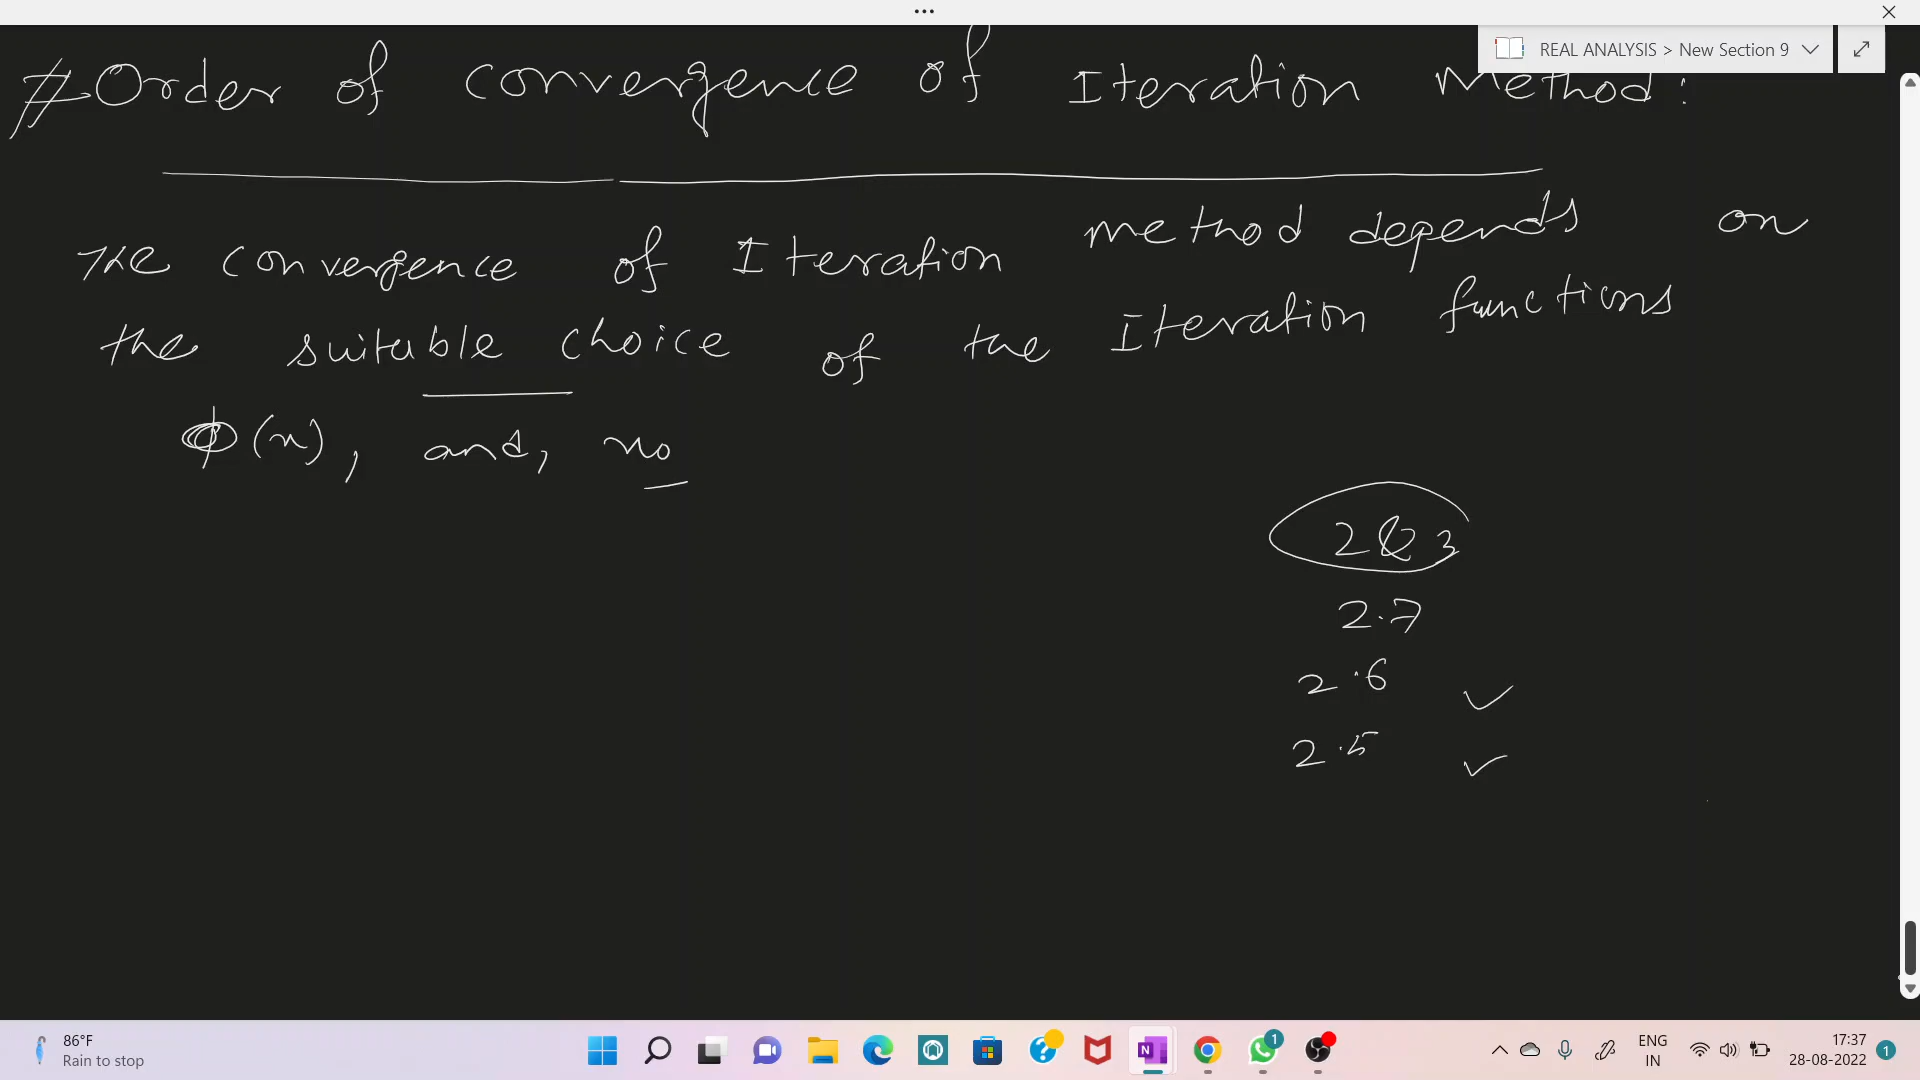 REAL ANALYSIS > New Section 9
# Order of convergence of Iteration Method:
The convergence of Iteration method depends on
the suitable choice of the Iteration functions
ϕ(x), and, x₀
2 & 3
2.7
2.6 ✓
2.5 ✓
86°F
Rain to stop
1
ENG
IN
17:37
28-08-2022
1